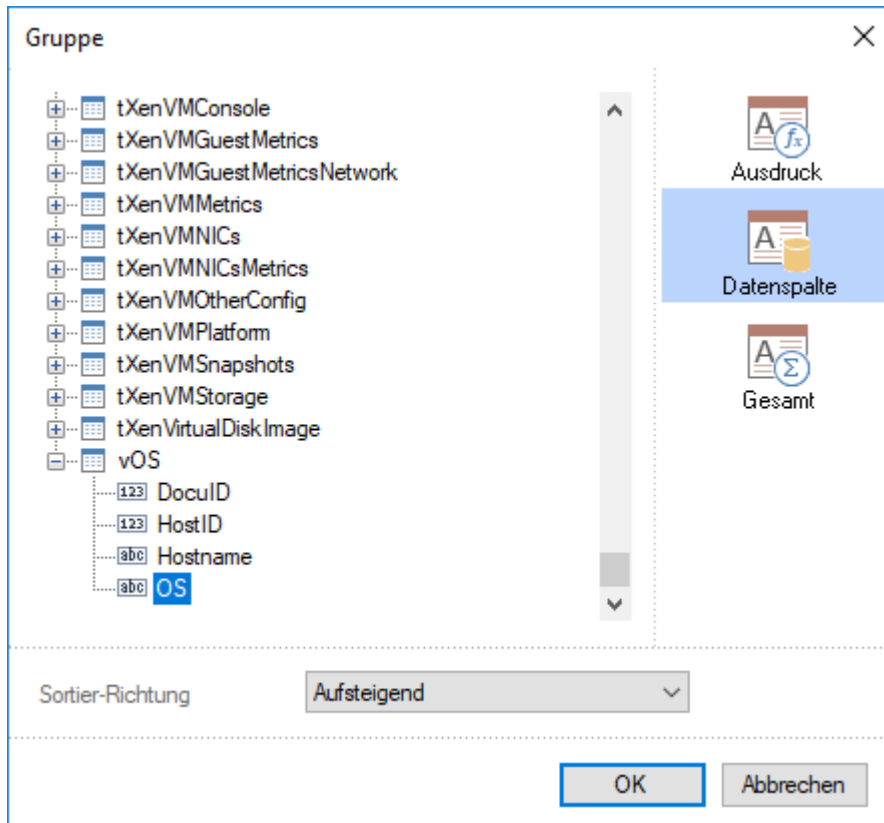 Gruppe
tXenVMConsole
tXenVMGuestMetrics
tXenVMGuestMetricsNetwork
tXenVMMetrics
tXenVMNICs
tXenVMNICsMetrics
tXenVMOtherConfig
tXenVMPlatform
tXenVMSnapshots
tXenVMStorage
tXenVirtualDiskImage
vOS
123 DocuID
123 HostID
abc Hostname
abc OS
A fx
Ausdruck
A
Datenspalte
A Σ
Gesamt
Sortier-Richtung
Aufsteigend
OK
Abbrechen